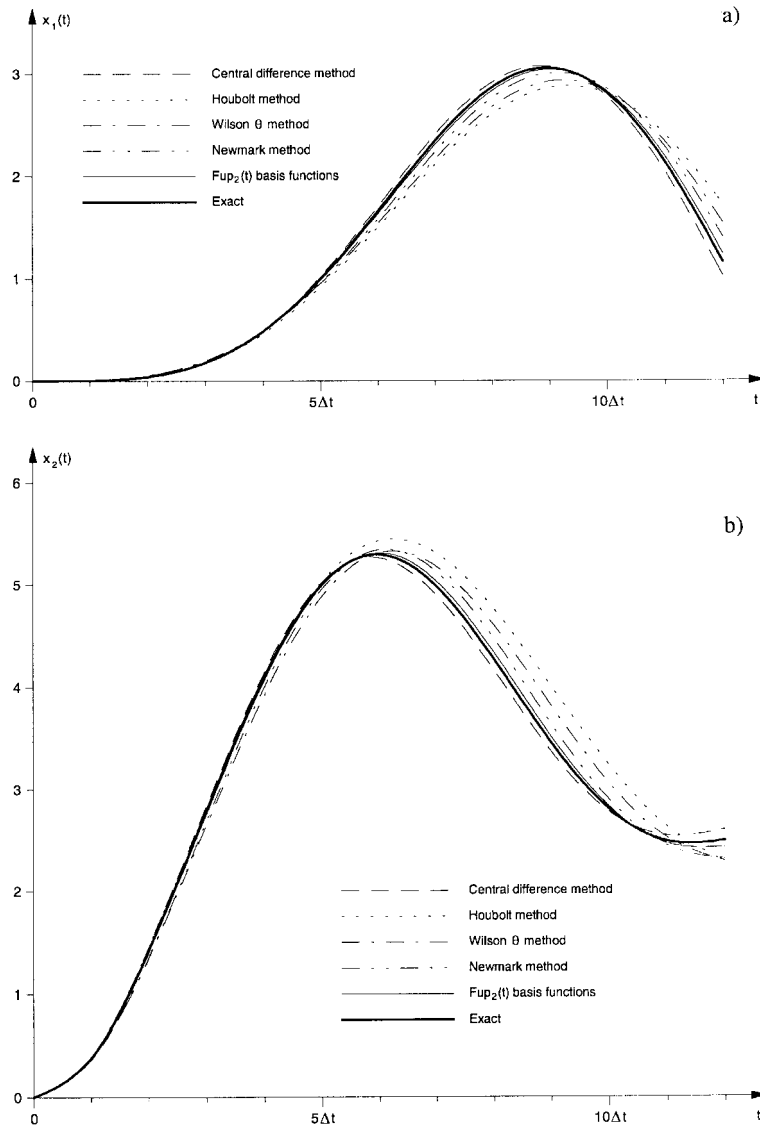 x₁(t)
a)
Central difference method
Houbolt method
Wilson θ method
Newmark method
Fup₂(t) basis functions
Exact
3
2
1
0
0
5Δt
10Δt
t
x₂(t)
b)
6
5
4
3
2
1
0
Central difference method
Houbolt method
Wilson θ method
Newmark method
Fup₂(t) basis functions
Exact
0
5Δt
10Δt
t